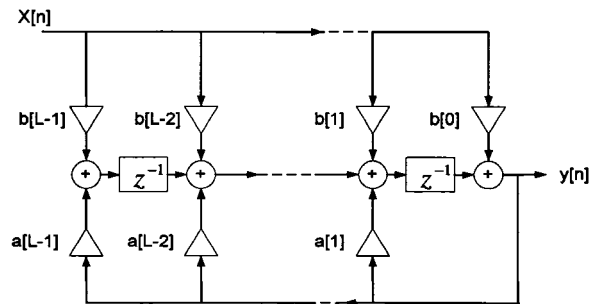 X[n]
b[L-1]
b[L-2]
b[1]
b[0]
+
z⁻¹
+
+
z⁻¹
+
y[n]
a[L-1]
a[L-2]
a[1]